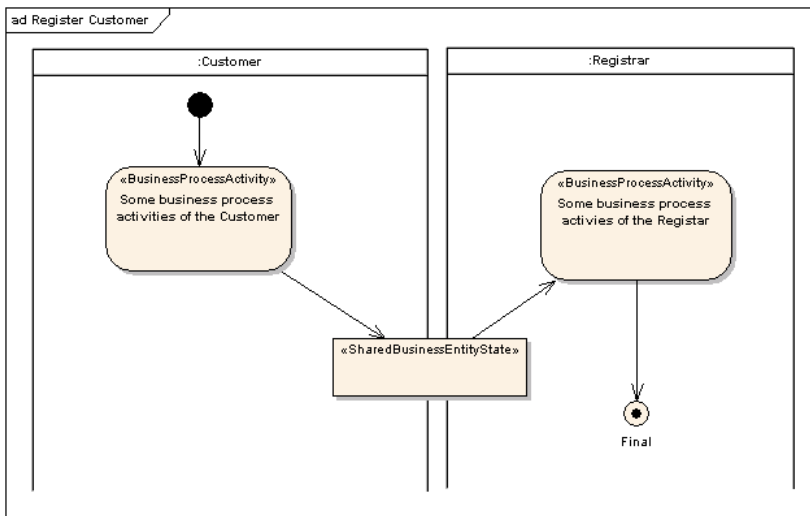 ad Register Customer
:Customer
:Registrar
«BusinessProcessActivity»
Some business process
activities of the Customer
«BusinessProcessActivity»
Some business process
activies of the Registar
«SharedBusinessEntityState»
Final